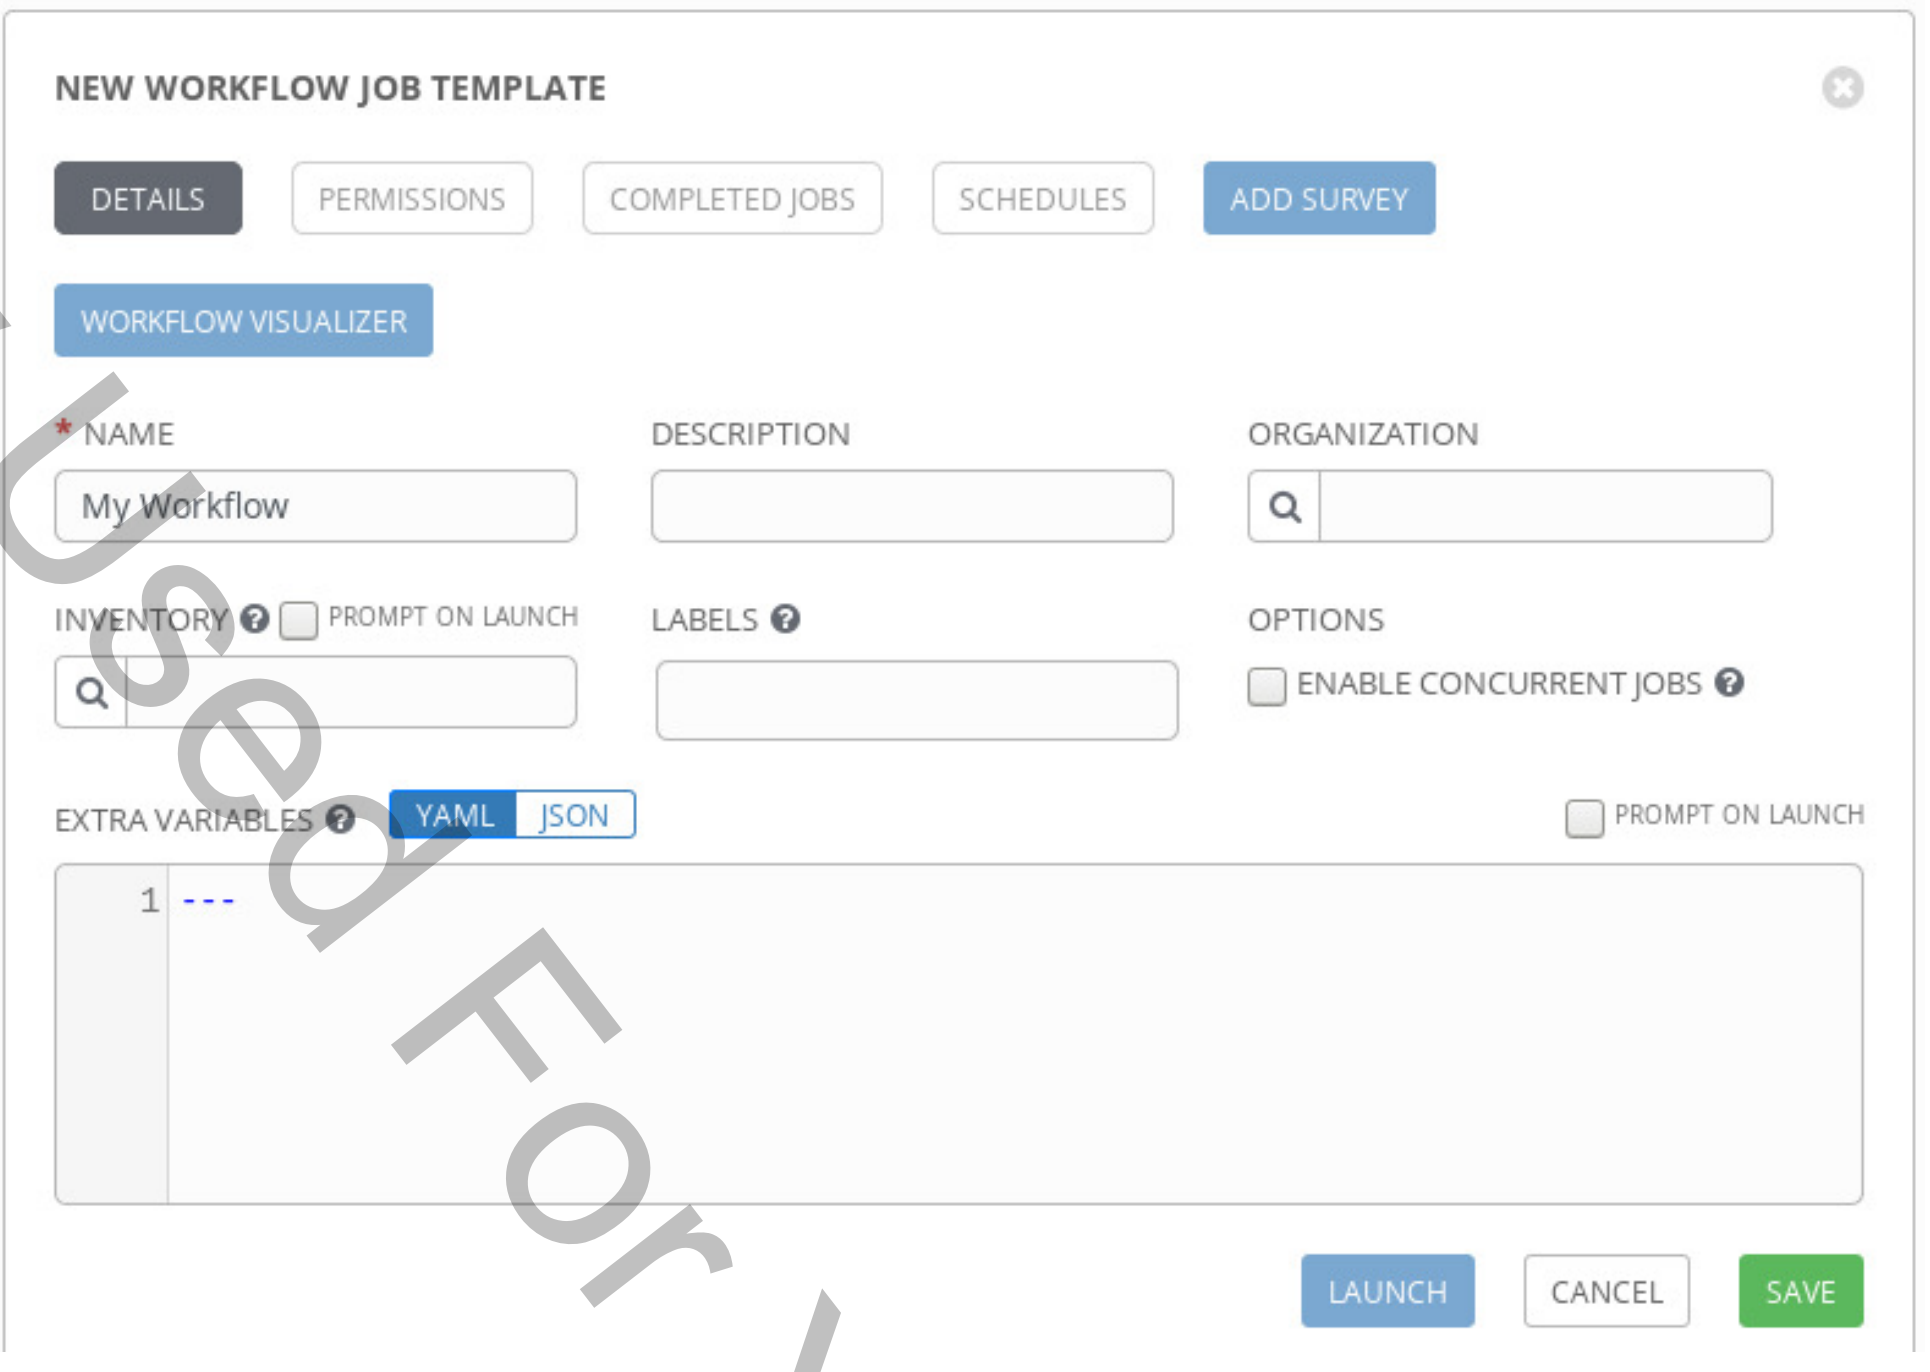 NEW WORKFLOW JOB TEMPLATE
DETAILS PERMISSIONS COMPLETED JOBS SCHEDULES ADD SURVEY
WORKFLOW VISUALIZER
* NAME DESCRIPTION ORGANIZATION
My Workflow
INVENTORY ? PROMPT ON LAUNCH LABELS ? OPTIONS
ENABLE CONCURRENT JOBS ?
EXTRA VARIABLES ? YAML JSON PROMPT ON LAUNCH
1 ---
LAUNCH CANCEL SAVE
Used For